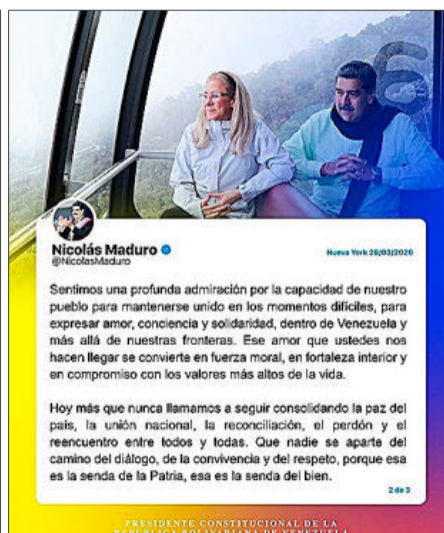 Nicolás Maduro
@NicolasMaduro
Nueva York 28/03/2026
Sentimos una profunda admiración por la capacidad de nuestro
pueblo para mantenerse unido en los momentos difíciles, para
expresar amor, conciencia y solidaridad, dentro de Venezuela y
más allá de nuestras fronteras. Ese amor que ustedes nos
hacen llegar se convierte en fuerza moral, en fortaleza interior y
en compromiso con los valores más altos de la vida.
Hoy más que nunca llamamos a seguir consolidando la paz del
país, la unión nacional, la reconciliación, el perdón y el
reencuentro entre todos y todas. Que nadie se aparte del
camino del diálogo, de la convivencia y del respeto, porque esa
es la senda de la Patria, esa es la senda del bien.
2 de 3
PRESIDENTE CONSTITUCIONAL DE LA
REPÚBLICA BOLIVARIANA DE VENEZUELA